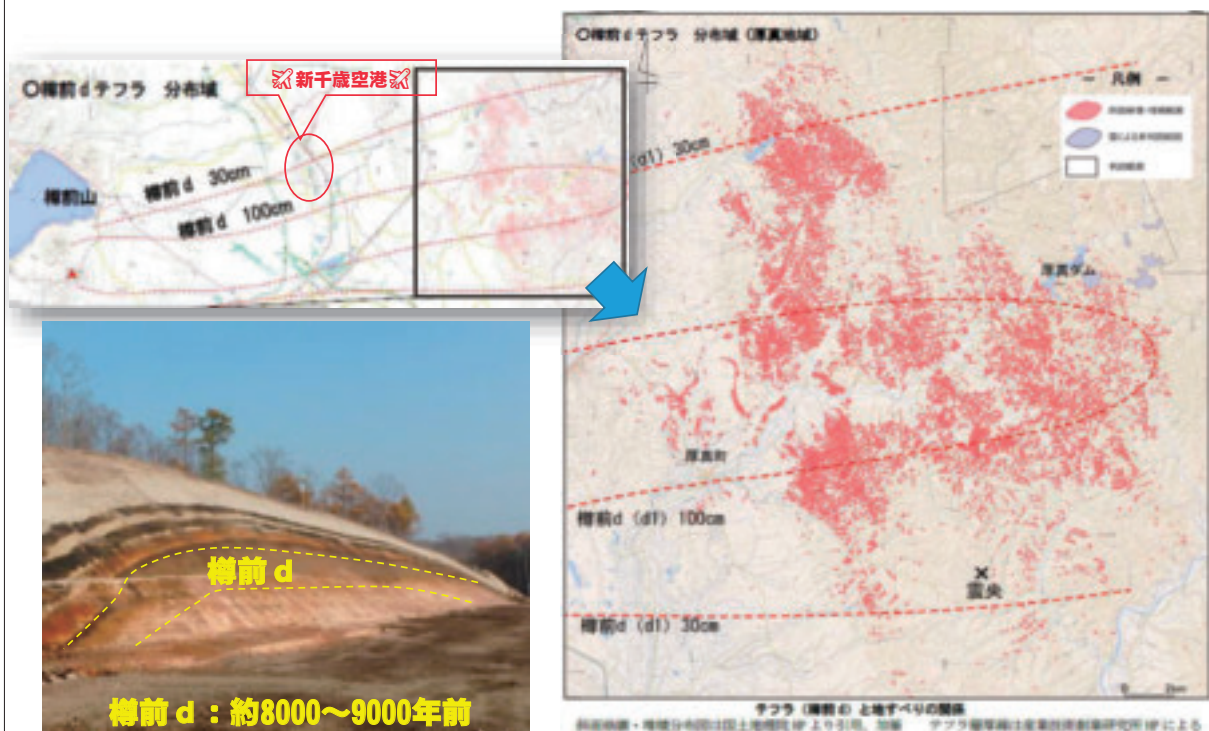 〇樽前dテフラ 分布域
新千歳空港
樽前山
樽前d 30cm
樽前d 100cm
樽前d
樽前d：約8000～9000年前
〇樽前dテフラ 分布域（厚真地域）
－ 凡例 －
(d1) 30cm
厚真ダム
厚真町
樽前d (d1) 100cm
震央
樽前d (d1) 30cm
テフラ（樽前d）と地すべりの関係